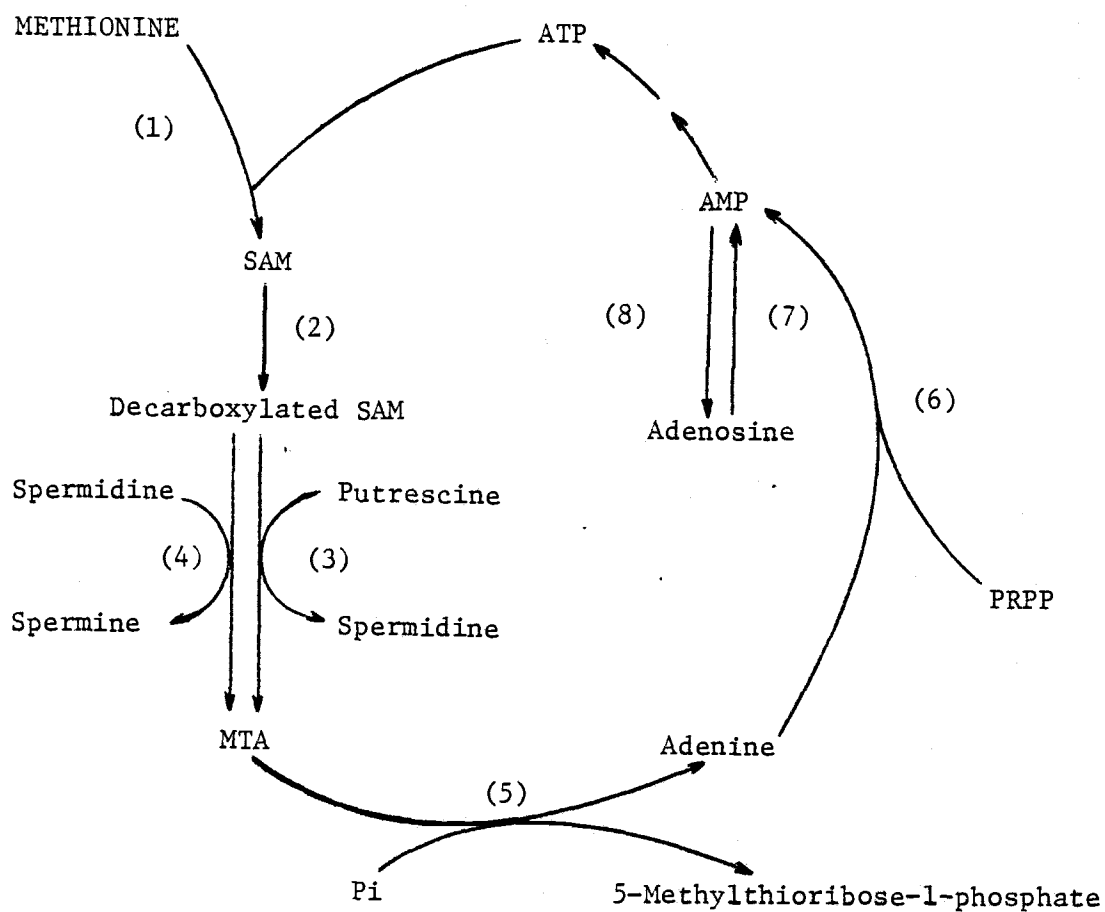 METHIONINE
ATP
(1)
AMP
SAM
(2)
(8)
(7)
Decarboxylated SAM
(6)
Adenosine
Spermidine
Putrescine
(4)
(3)
PRPP
Spermine
Spermidine
MTA
Adenine
(5)
Pi
5-Methylthioribose-1-phosphate